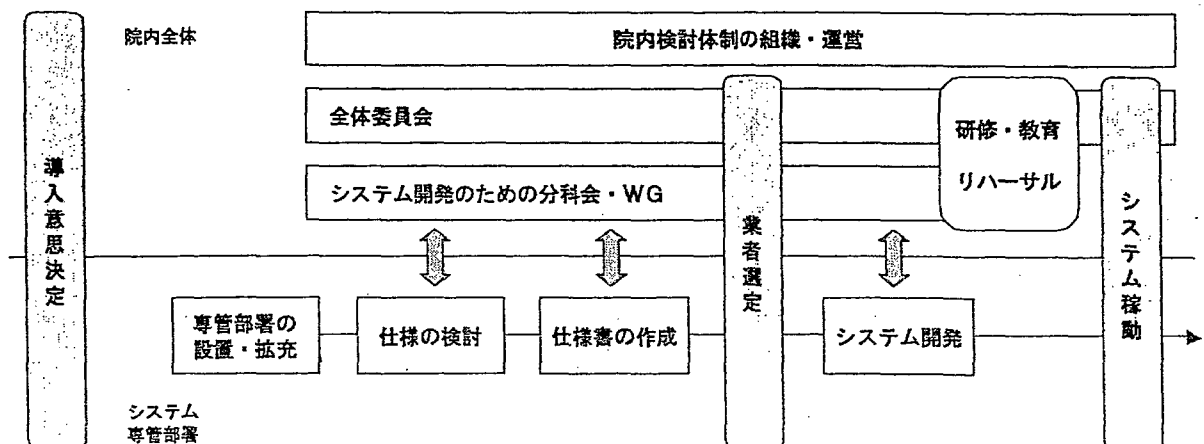 院内全体
院内検討体制の組織・運営
全体委員会
研修・教育
リハーサル
システム開発のための分科会・WG
導入意思決定
業者選定
システム稼動
専管部署の
設置・拡充
仕様の検討
仕様書の作成
システム開発
システム
専管部署